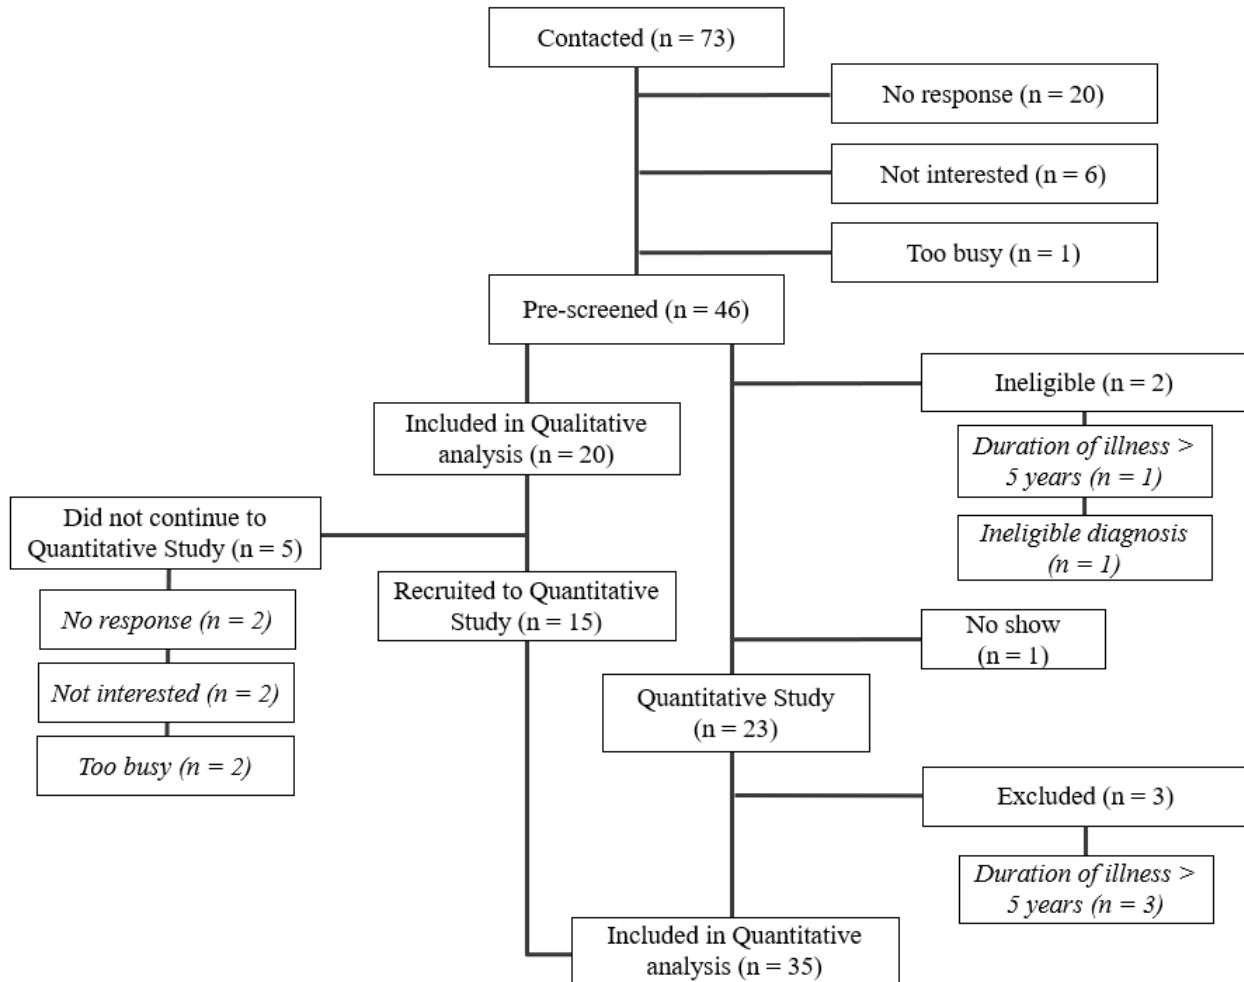 Contacted (n = 73)
No response (n = 20)
Not interested (n = 6)
Too busy (n = 1)
Pre-screened (n = 46)
Ineligible (n = 2)
Duration of illness >
5 years (n = 1)
Ineligible diagnosis
(n = 1)
Included in Qualitative
analysis (n = 20)
Did not continue to
Quantitative Study (n = 5)
No response (n = 2)
Not interested (n = 2)
Too busy (n = 2)
Recruited to Quantitative
Study (n = 15)
No show
(n = 1)
Quantitative Study
(n = 23)
Excluded (n = 3)
Duration of illness >
5 years (n = 3)
Included in Quantitative
analysis (n = 35)